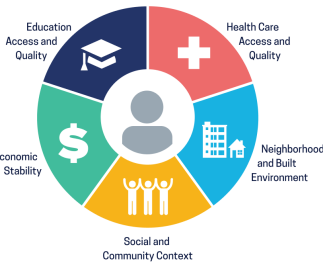 Education
Access and
Quality
Health Care
Access and
Quality
conomic
Stability
Neighborhood
and Built
Environment
Social and
Community Context